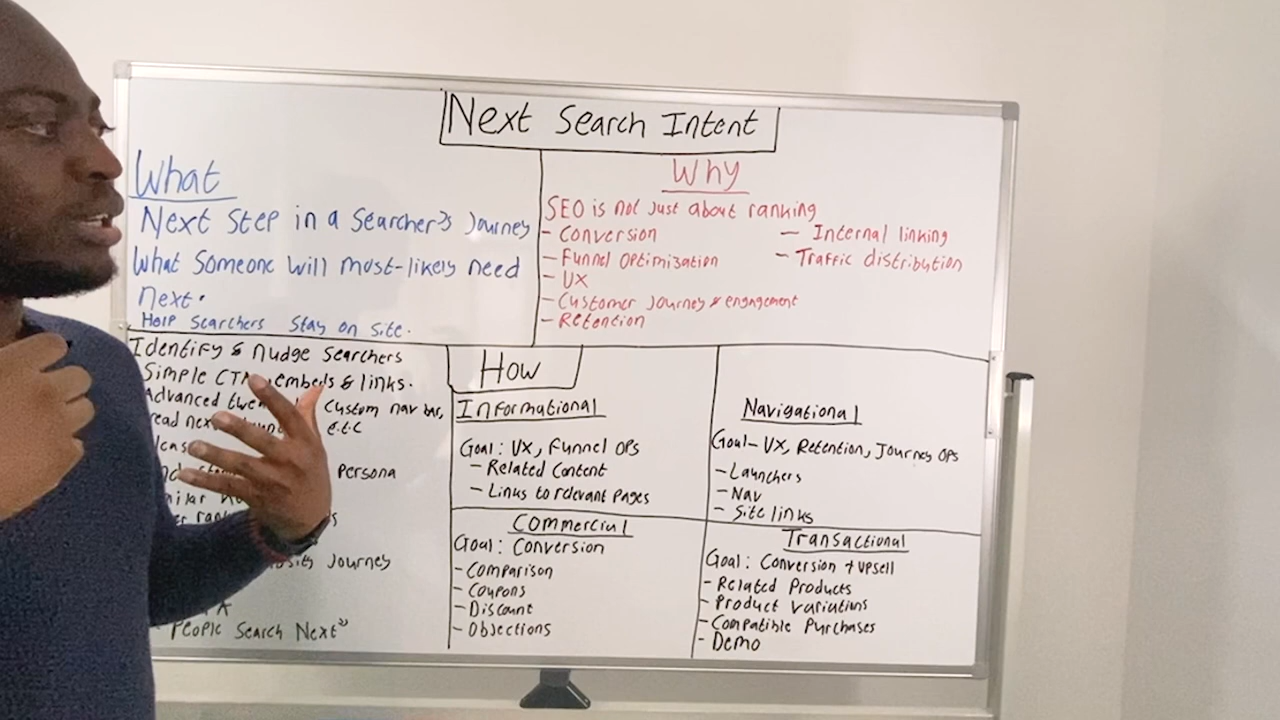 Next Search Intent
What
Next Step in a Searcher's Journey
What Someone will most-likely need
Next.
Help Searchers Stay on Site.
Why
SEO is not Just about ranking
- Conversion
- Funnel Optimization
- UX
- Customer Journey & engagement
- Retention
- Internal linking
- Traffic distribution
Identify & nudge Searchers
Simple CTA, embeds & links.
Advanced Custom nav bar,
read next e.t.c
Persona
Journey
"People Search Next"
How
Informational
Goal: UX, Funnel OPS
- Related Content
- Links to relevant Pages
Navigational
Goal - UX, Retention, Journey OPS
- Launchers
- Nav
- Site links
Commercial
Goal: Conversion
- Comparison
- Coupons
- Discount
- Objections
Transactional
Goal: Conversion + upsell
- Related Products
- Product variations
- Compatible Purchases
- Demo